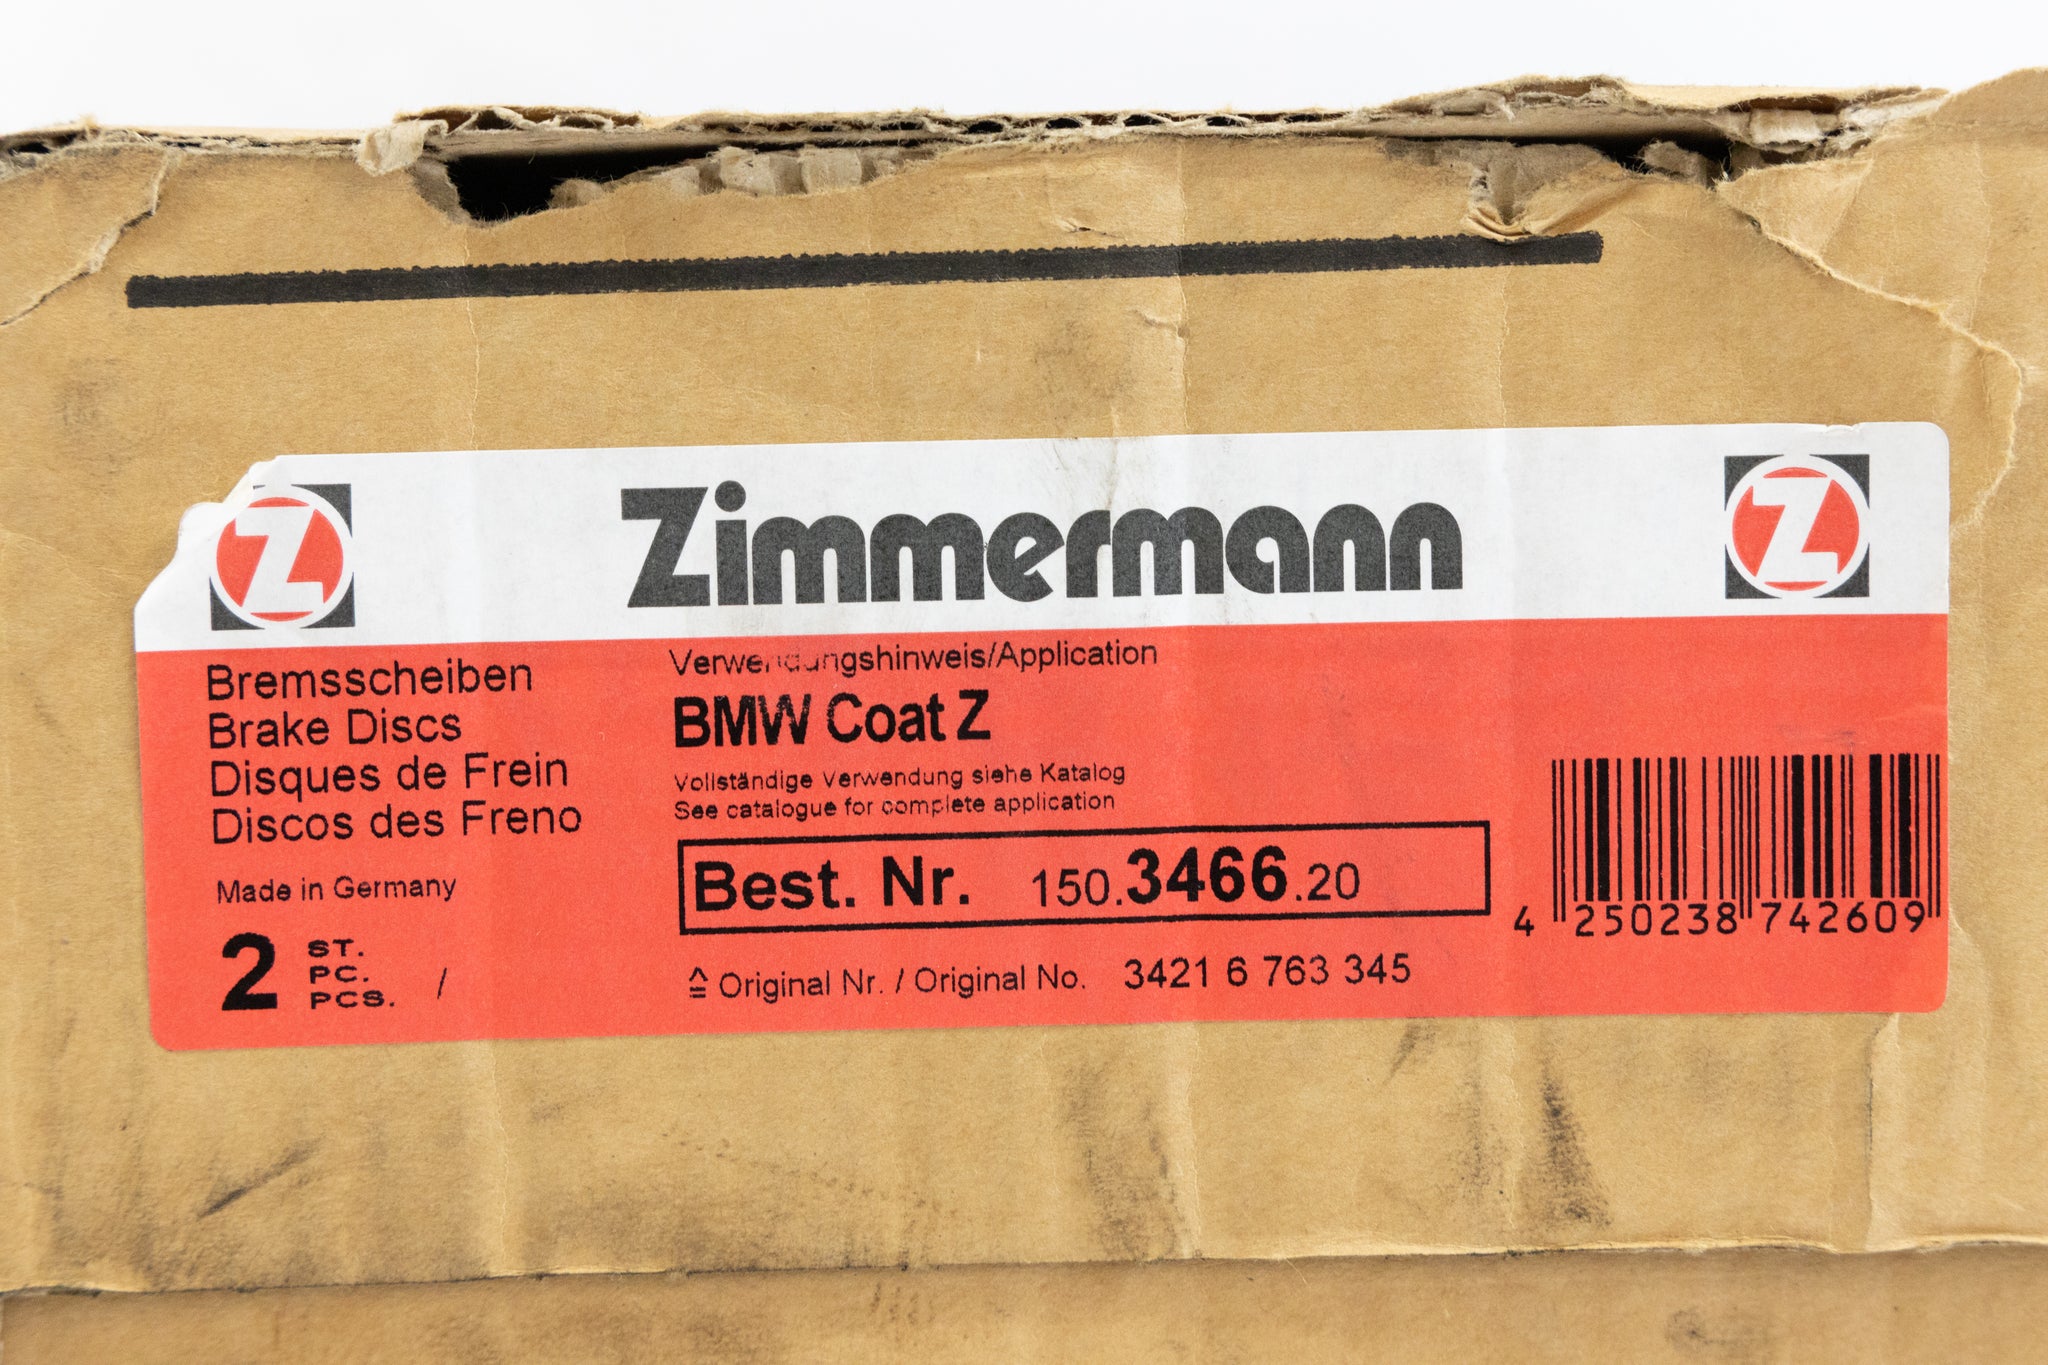 Z Zimmermann Z
Bremsscheiben
Brake Discs
Disques de Frein
Discos des Freno
Made in Germany
2 ST.
PC.
PCS. /
Verwendungshinweis/Application
BMW Coat Z
Vollständige Verwendung siehe Katalog
See catalogue for complete application
Best. Nr. 150.3466.20
≙ Original Nr. / Original No. 3421 6 763 345
4 250238 742609